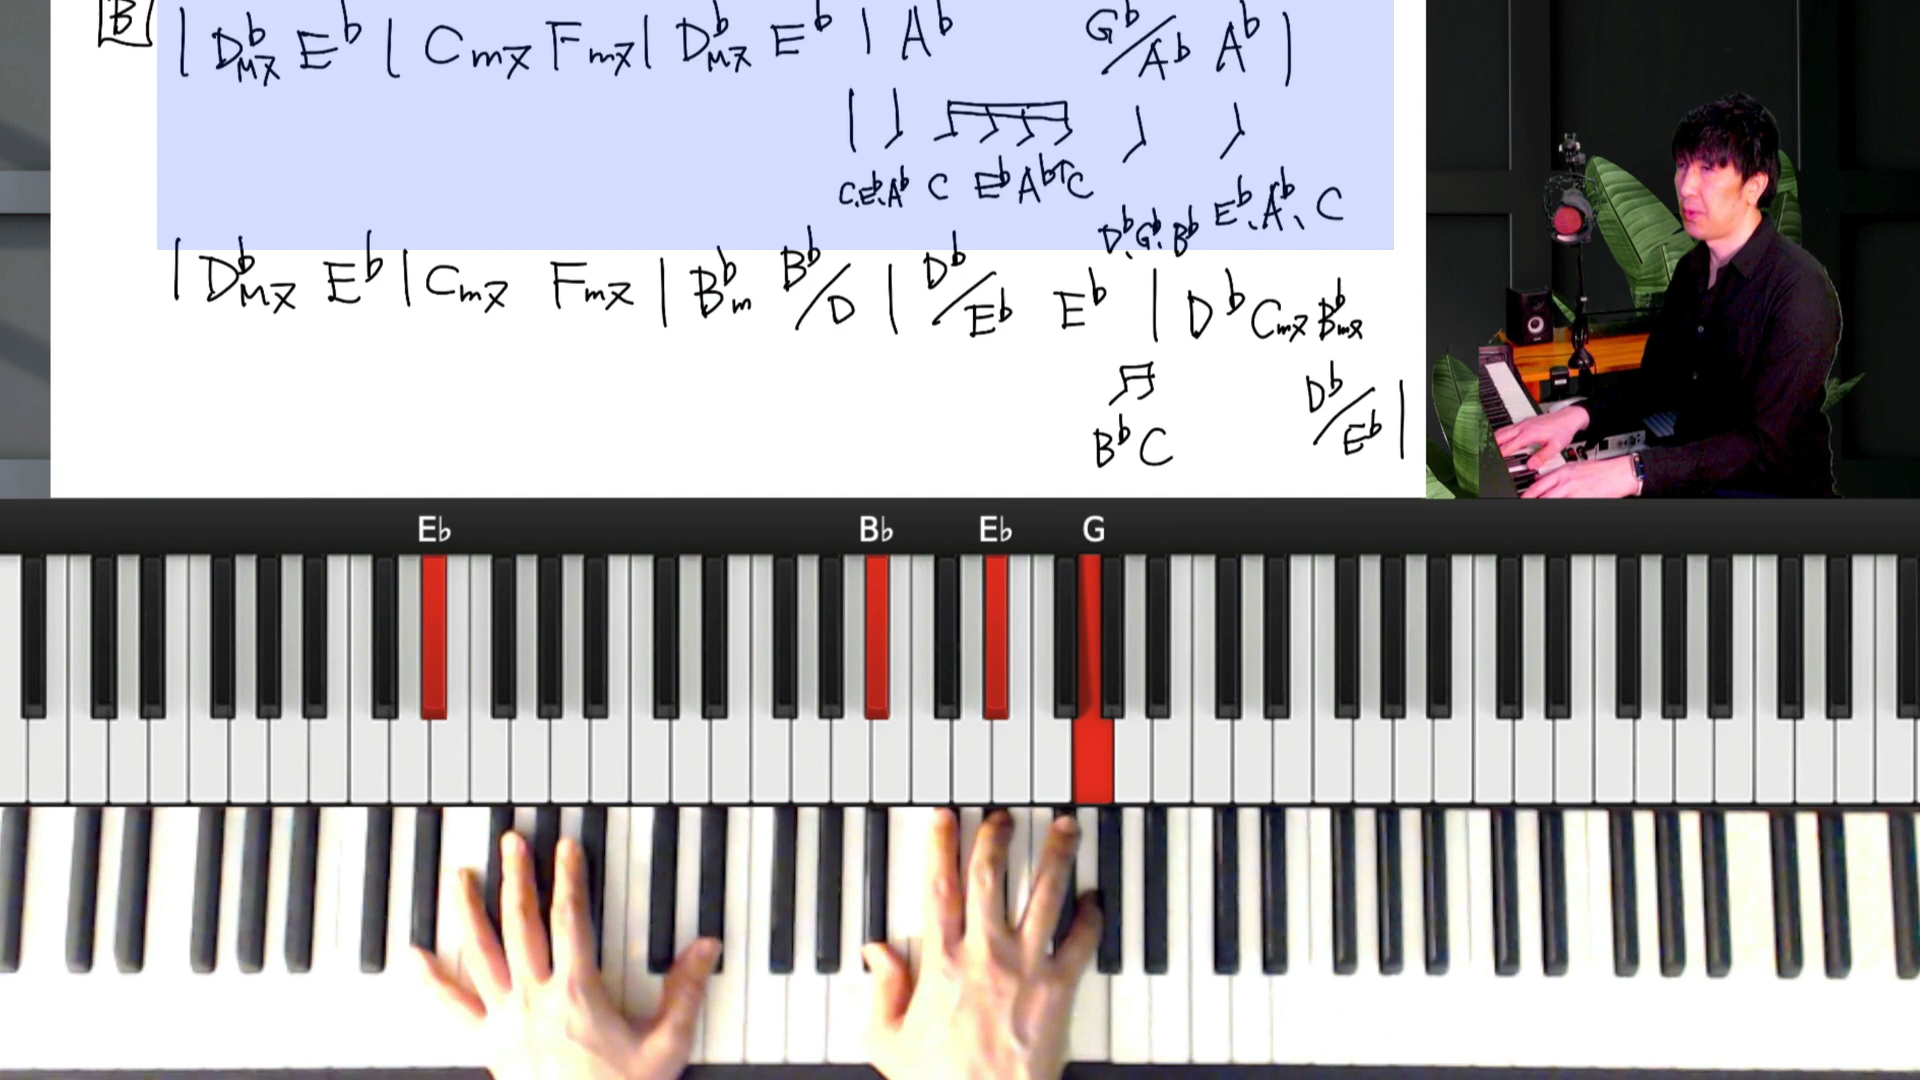 B | D♭M7 E♭ | Cm7 Fm7 | D♭M7 E♭ | A♭ G♭/A♭ A♭ |
C.E♭.A♭ C E♭ A♭↑C
D♭.G♭.B♭ E♭.A♭.C
| D♭M7 E♭ | Cm7 Fm7 | B♭m B♭/D | D♭/E♭ E♭ | D♭ Cm7 B♭m7
D♭/E♭ |
B♭ C
E♭ B♭ E♭ G